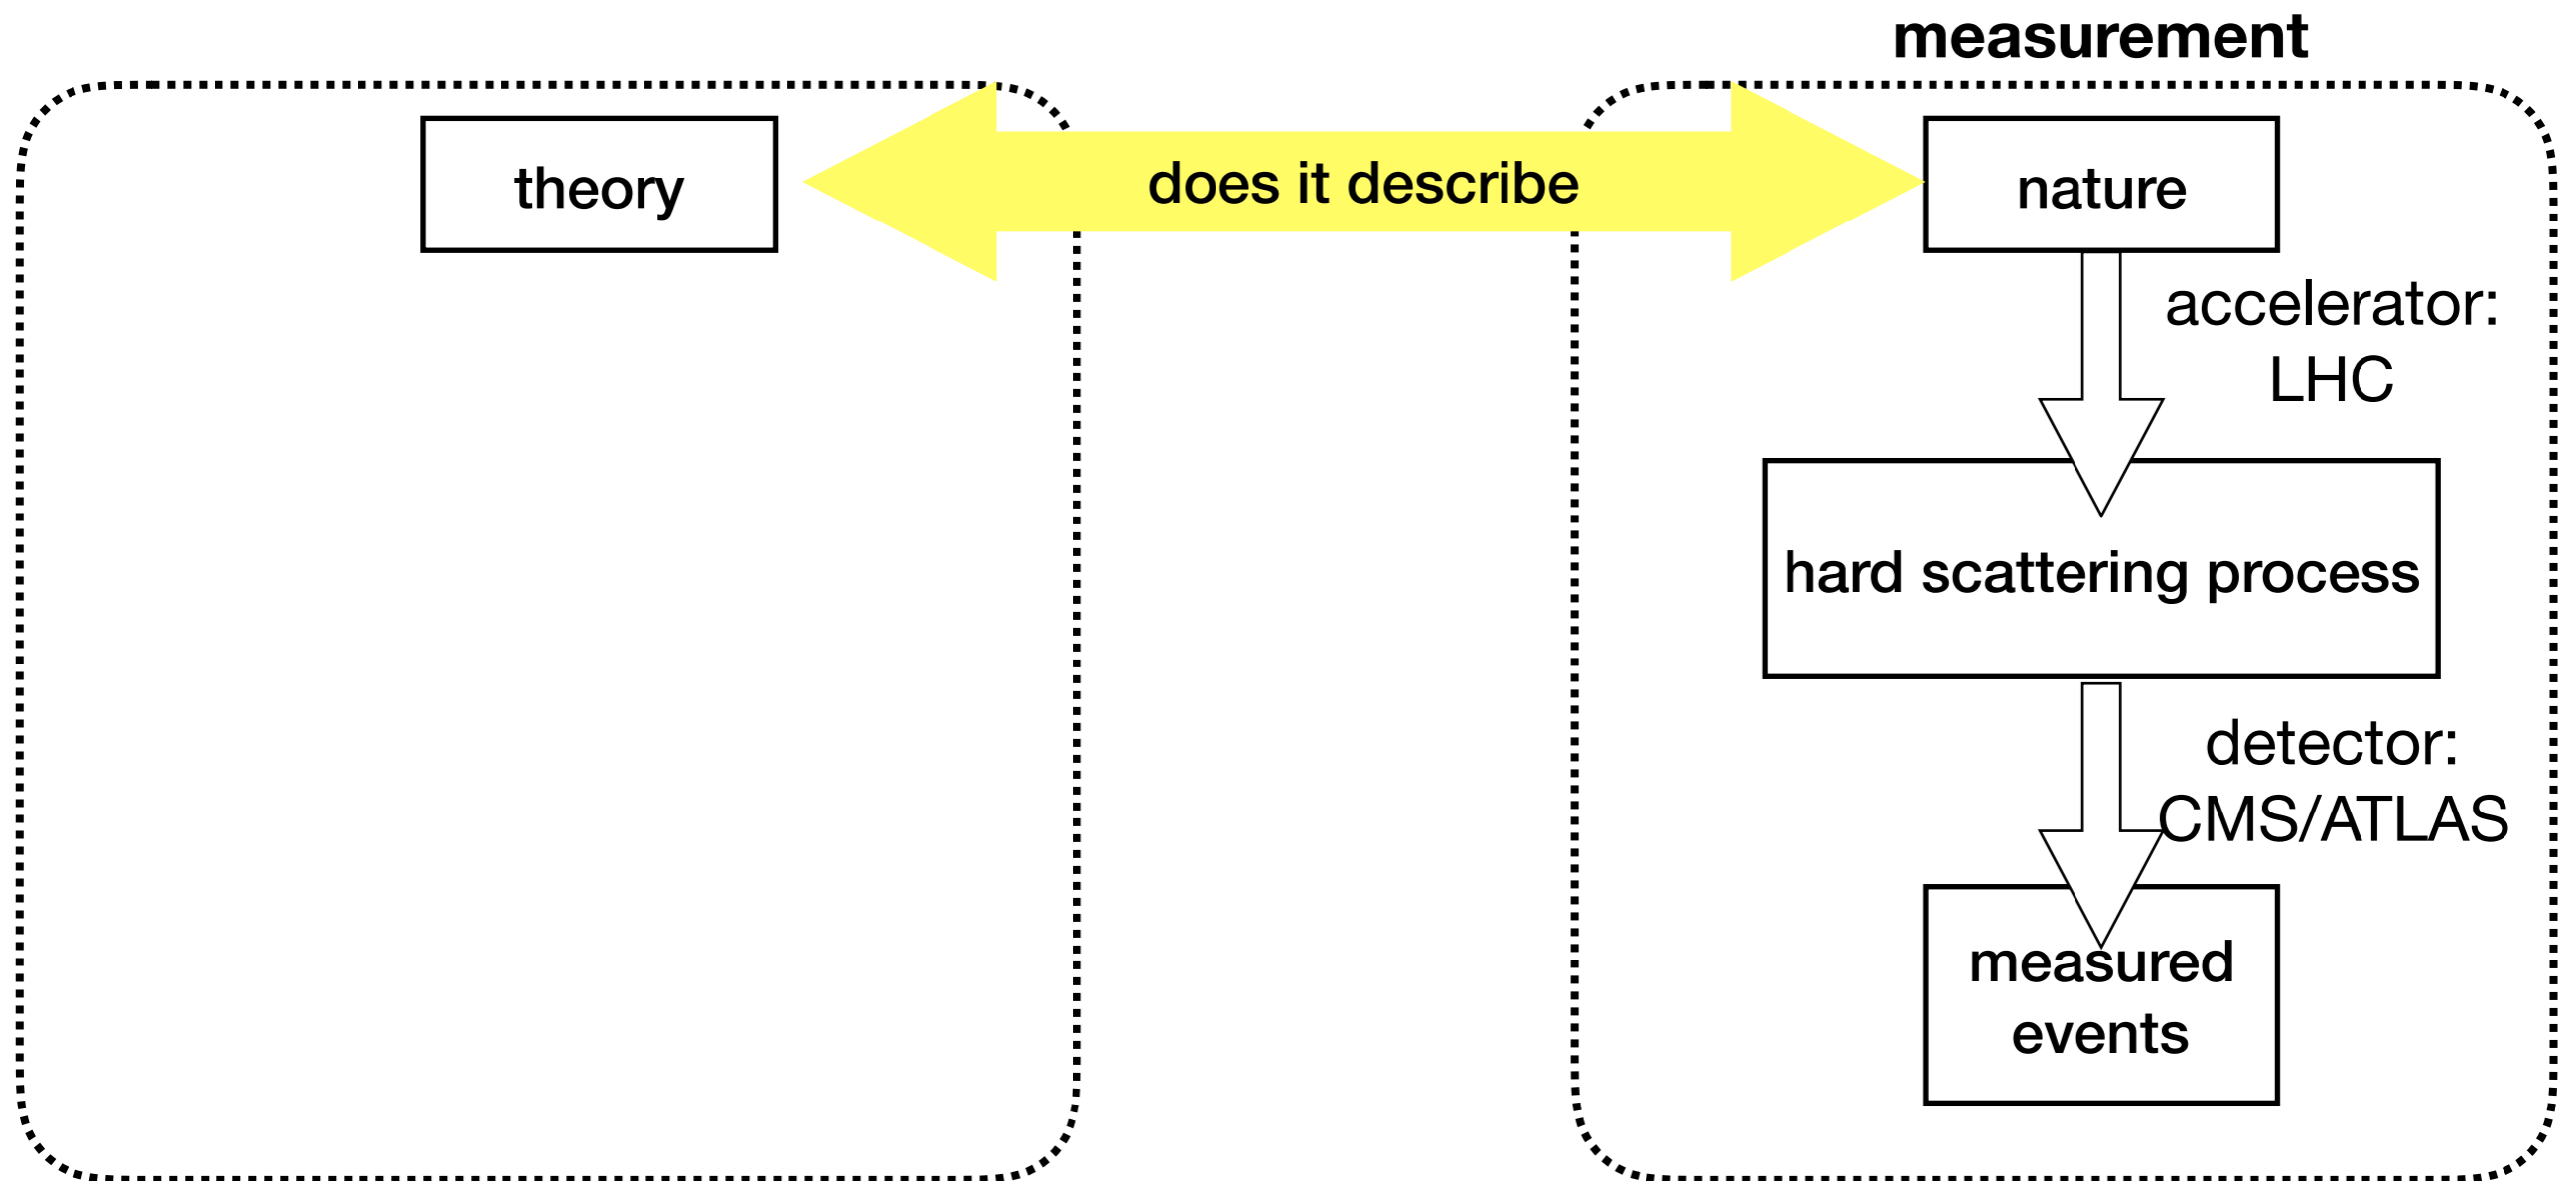 measurement
theory
does it describe
nature
accelerator:
LHC
hard scattering process
detector:
CMS/ATLAS
measured
events